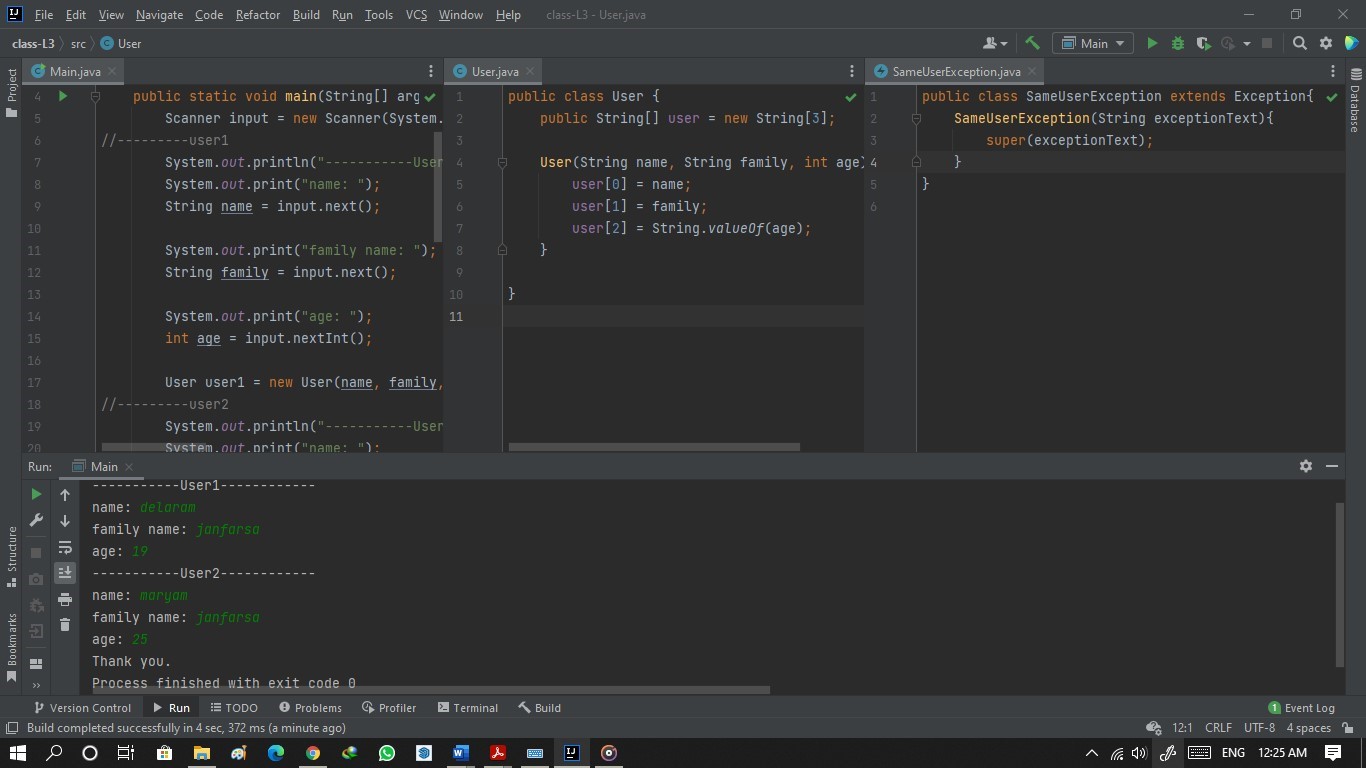 File Edit View Navigate Code Refactor Build Run Tools VCS Window Help class-L3 - User.java
class-L3 src User Main
Project
Main.java
4 public static void main(String[] arg
5 Scanner input = new Scanner(System.
6 //---------user1
7 System.out.println("-----------User
8 System.out.print("name: ");
9 String name = input.next();
10
11 System.out.print("family name: ");
12 String family = input.next();
13
14 System.out.print("age: ");
15 int age = input.nextInt();
16
17 User user1 = new User(name, family,
18 //---------user2
19 System.out.println("-----------User
20 System.out.print("name: ");
User.java
1 public class User {
2 public String[] user = new String[3];
3
4 User(String name, String family, int age)
5 user[0] = name;
6 user[1] = family;
7 user[2] = String.valueOf(age);
8 }
9
10 }
11
SameUserException.java
1 public class SameUserException extends Exception{
2 SameUserException(String exceptionText){
3 super(exceptionText);
4 }
5 }
6
Database
Run: Main
-----------User1------------
name: delaram
family name: janfarsa
age: 19
-----------User2------------
name: maryam
family name: janfarsa
age: 25
Thank you.
Process finished with exit code 0
Structure
Bookmarks
Version Control Run TODO Problems Profiler Terminal Build 1 Event Log
Build completed successfully in 4 sec, 372 ms (a minute ago) 12:1 CRLF UTF-8 4 spaces
ENG 12:25 AM